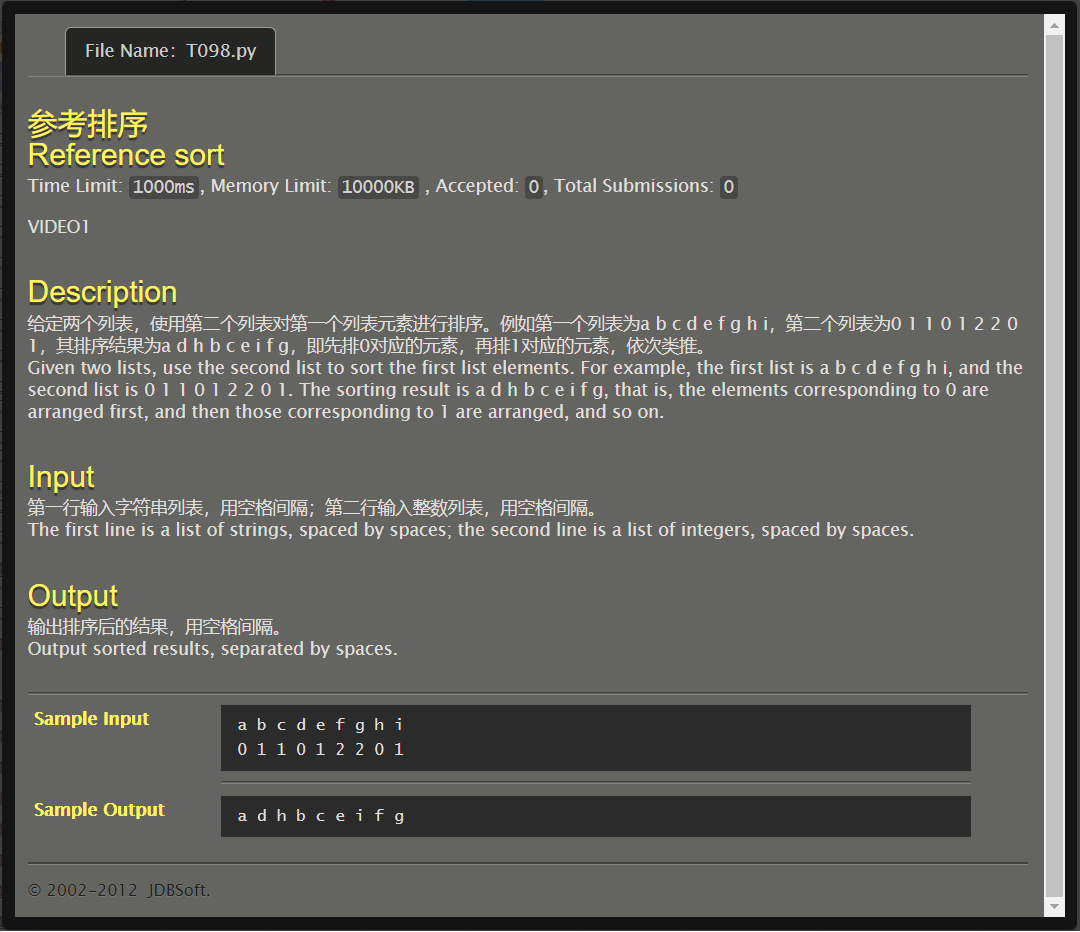 File Name: T098.py
参考排序
Reference sort
Time Limit: 1000ms, Memory Limit: 10000KB , Accepted: 0, Total Submissions: 0
VIDEO1
Description
给定两个列表，使用第二个列表对第一个列表元素进行排序。例如第一个列表为a b c d e f g h i，第二个列表为0 1 1 0 1 2 2 0
1，其排序结果为a d h b c e i f g，即先排0对应的元素，再排1对应的元素，依次类推。
Given two lists, use the second list to sort the first list elements. For example, the first list is a b c d e f g h i, and the
second list is 0 1 1 0 1 2 2 0 1. The sorting result is a d h b c e i f g, that is, the elements corresponding to 0 are
arranged first, and then those corresponding to 1 are arranged, and so on.
Input
第一行输入字符串列表，用空格间隔；第二行输入整数列表，用空格间隔。
The first line is a list of strings, spaced by spaces; the second line is a list of integers, spaced by spaces.
Output
输出排序后的结果，用空格间隔。
Output sorted results, separated by spaces.
Sample Input
a b c d e f g h i
0 1 1 0 1 2 2 0 1
Sample Output
a d h b c e i f g
© 2002-2012 JDBSoft.